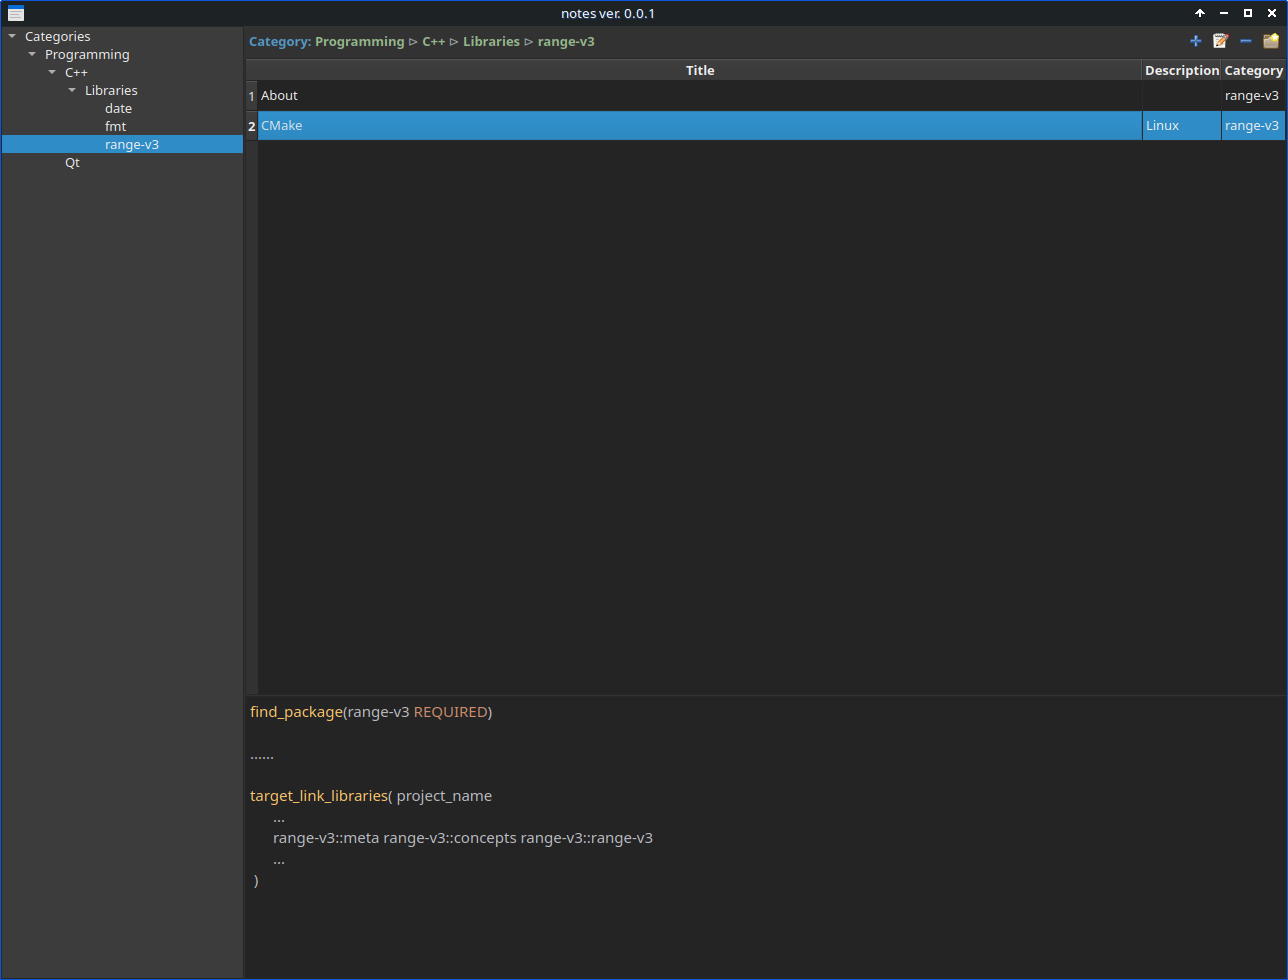 notes ver. 0.0.1
Categories
Programming
C++
Libraries
date
fmt
range-v3
Qt
Category: Programming ⊳ C++ ⊳ Libraries ⊳ range-v3
Title Description Category
1 About range-v3
2 CMake Linux range-v3
find_package(range-v3 REQUIRED)
......
target_link_libraries( project_name
...
range-v3::meta range-v3::concepts range-v3::range-v3
...
)